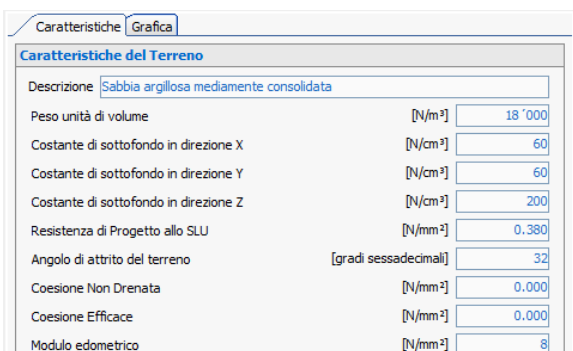 Caratteristiche Grafica
Caratteristiche del Terreno
Descrizione Sabbia argillosa mediamente consolidata
Peso unità di volume [N/m³] 18´000
Costante di sottofondo in direzione X [N/cm³] 60
Costante di sottofondo in direzione Y [N/cm³] 60
Costante di sottofondo in direzione Z [N/cm³] 200
Resistenza di Progetto allo SLU [N/mm²] 0.380
Angolo di attrito del terreno [gradi sessadecimali] 32
Coesione Non Drenata [N/mm²] 0.000
Coesione Efficace [N/mm²] 0.000
Modulo edometrico [N/mm²] 8